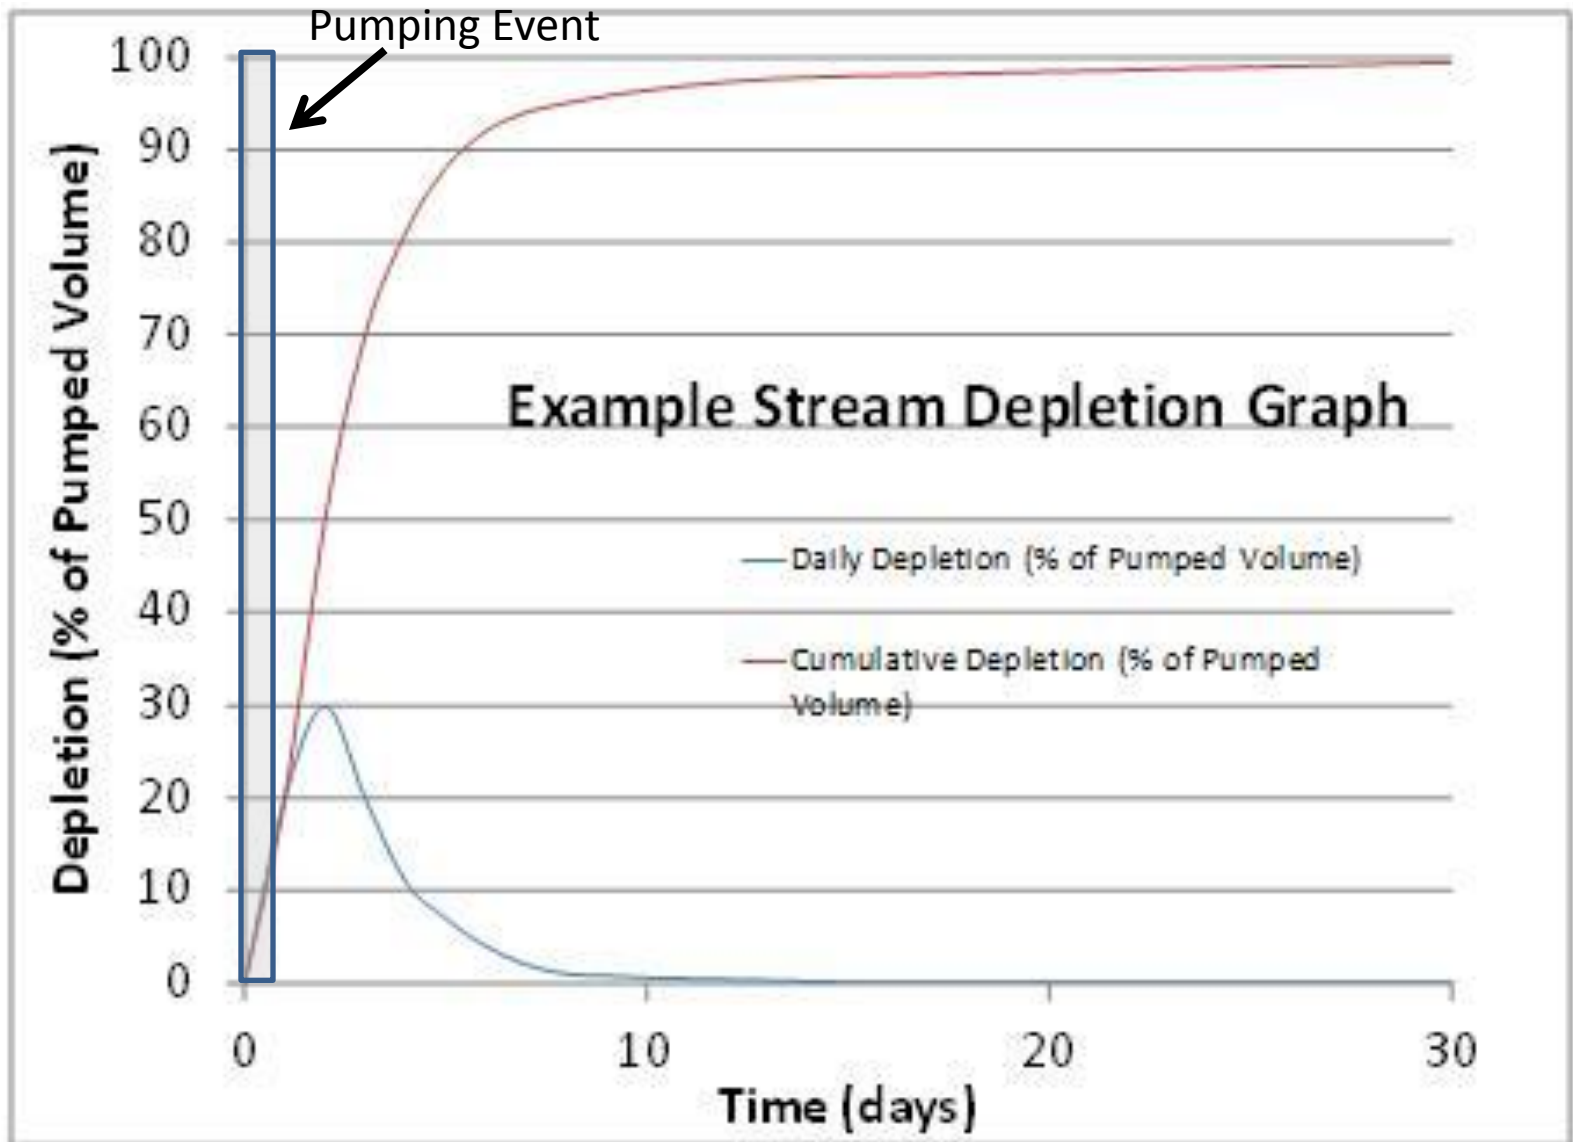 Pumping Event
100
90
80
70
60
50
40
30
20
10
0
Depletion (% of Pumped Volume)
Example Stream Depletion Graph
Daily Depletion (% of Pumped Volume)
Cumulative Depletion (% of Pumped
Volume)
0 10 20 30
Time (days)